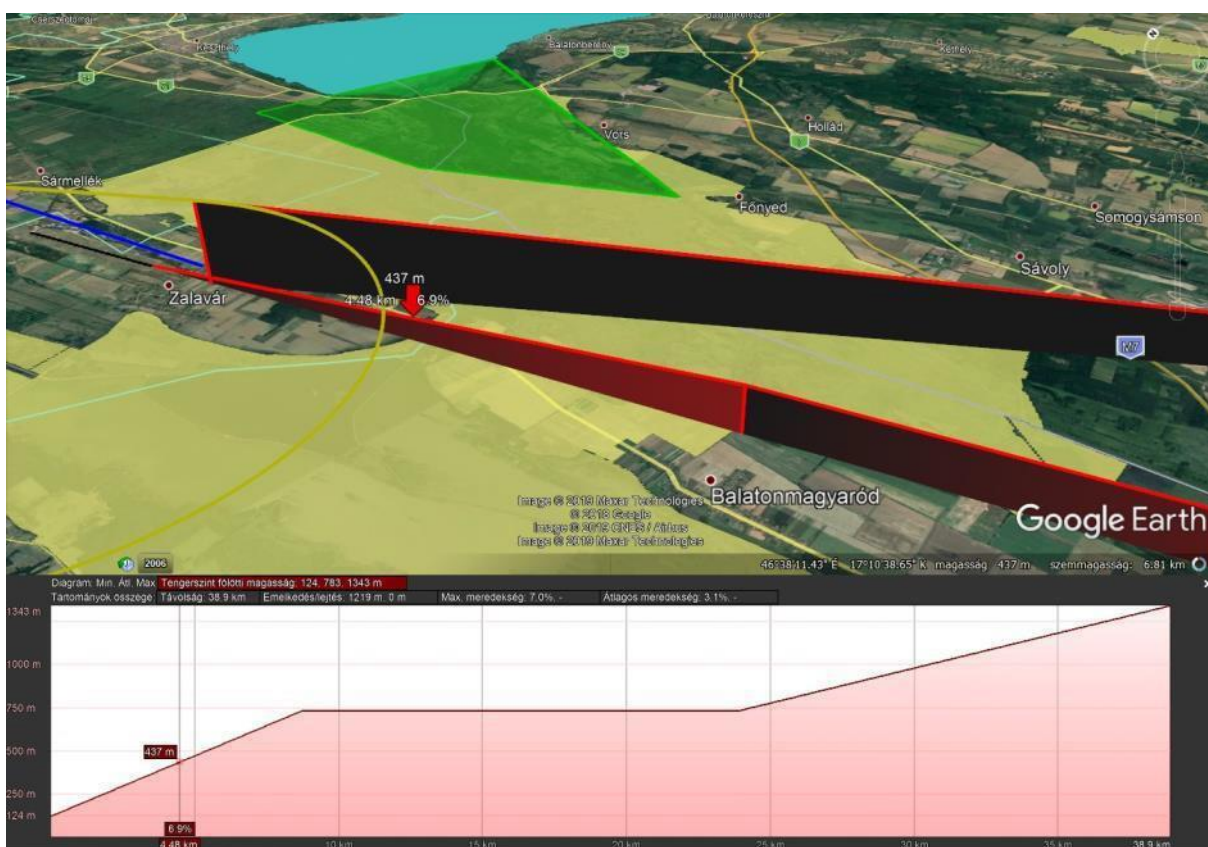 Keszthely
Balatonberény
Kéthely
Vörs
Hollád
Sármellék
Főnyed
Somogysámson
Sávoly
437 m
Zalavár
4.48 km 6.9%
M7
Balatonmagyaród
Image © 2019 Maxar Technologies
© 2018 Google
Image © 2019 CNES / Airbus
Image © 2019 Maxar Technologies
Google Earth
2006
46°38'11.43" É 17°10'38.65" K magasság 437 m szemmagasság: 6.81 km
Diagram: Min. Átl. Max Tengerszint fölötti magasság: 124, 783, 1343 m
Tartományok összege: Távolság: 38.9 km Emelkedés/lejtés: 1219 m, 0 m Max. meredekség: 7.0%, - Átlagos meredekség: 3.1%, -
1343 m
1000 m
750 m
500 m
437 m
250 m
124 m
6.9%
4.48 km 10 km 15 km 20 km 25 km 30 km 35 km 38.9 km